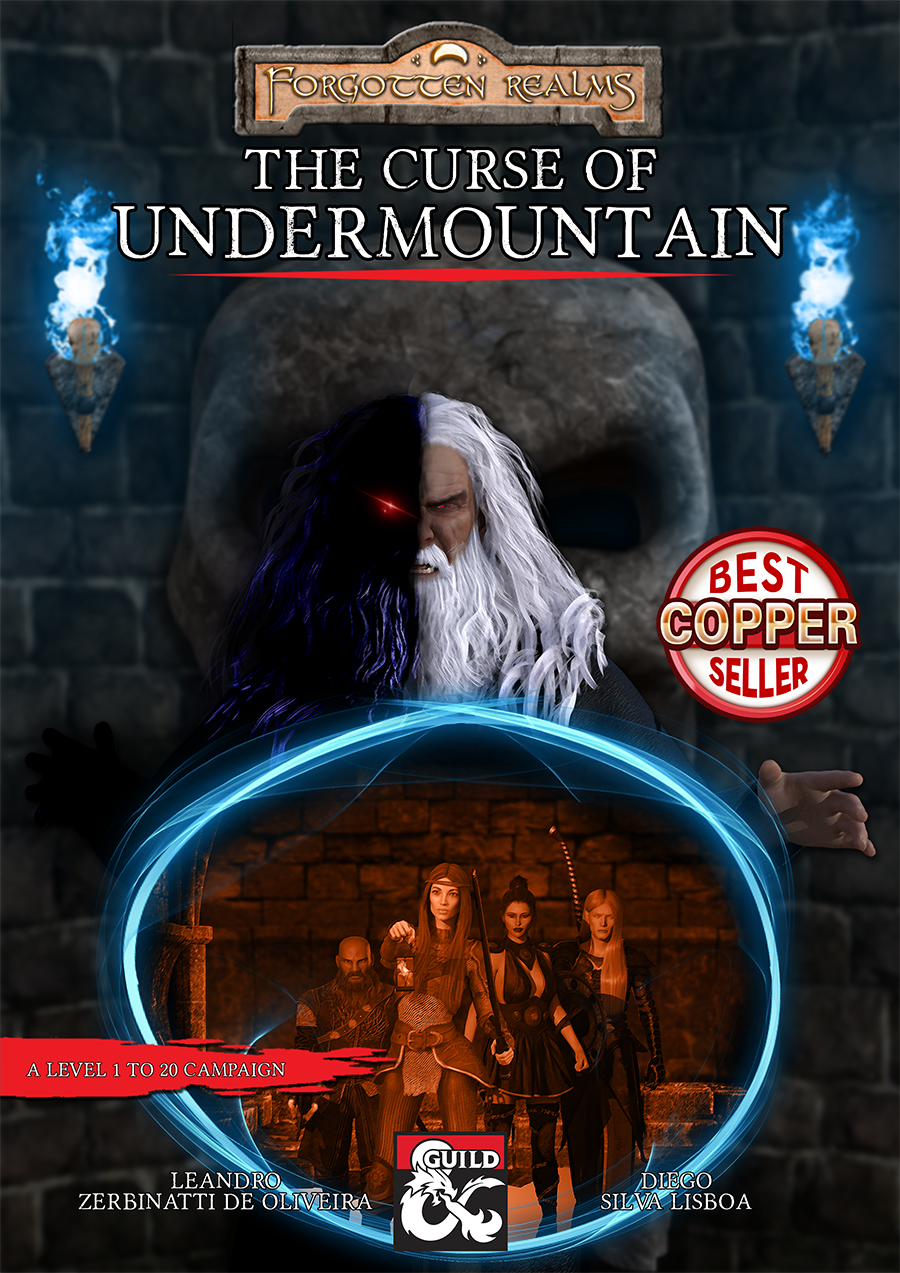 FORGOTTEN REALMS
THE CURSE OF
UNDERMOUNTAIN
BEST
COPPER
SELLER
A LEVEL 1 TO 20 CAMPAIGN
GUILD
LEANDRO
ZERBINATTI DE OLIVEIRA
DIEGO
SILVA LISBOA